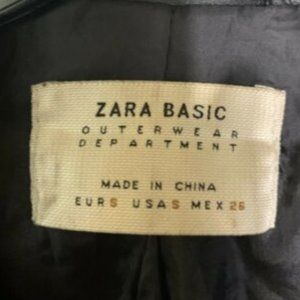 ZARA BASIC
OUTERWEAR
DEPARTMENT
MADE IN CHINA
EUR S USA S MEX 26